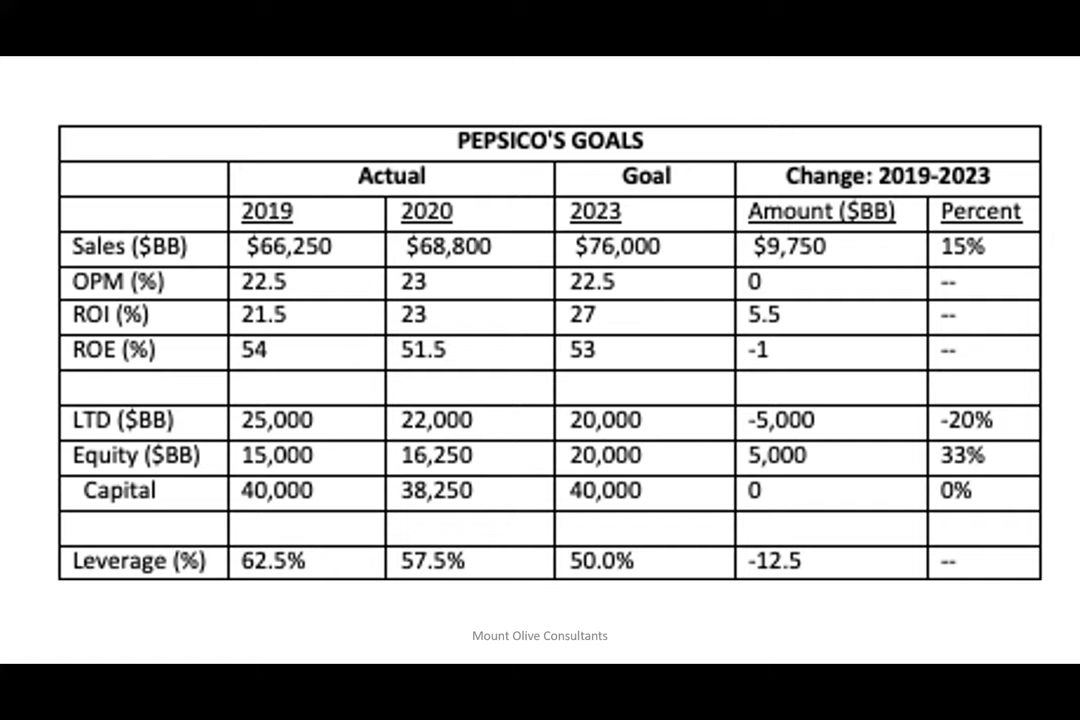 PEPSICO'S GOALS
Actual Goal Change: 2019-2023
2019 2020 2023 Amount ($BB) Percent
Sales ($BB) $66,250 $68,800 $76,000 $9,750 15%
OPM (%) 22.5 23 22.5 0 --
ROI (%) 21.5 23 27 5.5 --
ROE (%) 54 51.5 53 -1 --
LTD ($BB) 25,000 22,000 20,000 -5,000 -20%
Equity ($BB) 15,000 16,250 20,000 5,000 33%
Capital 40,000 38,250 40,000 0 0%
Leverage (%) 62.5% 57.5% 50.0% -12.5 --
Mount Olive Consultants